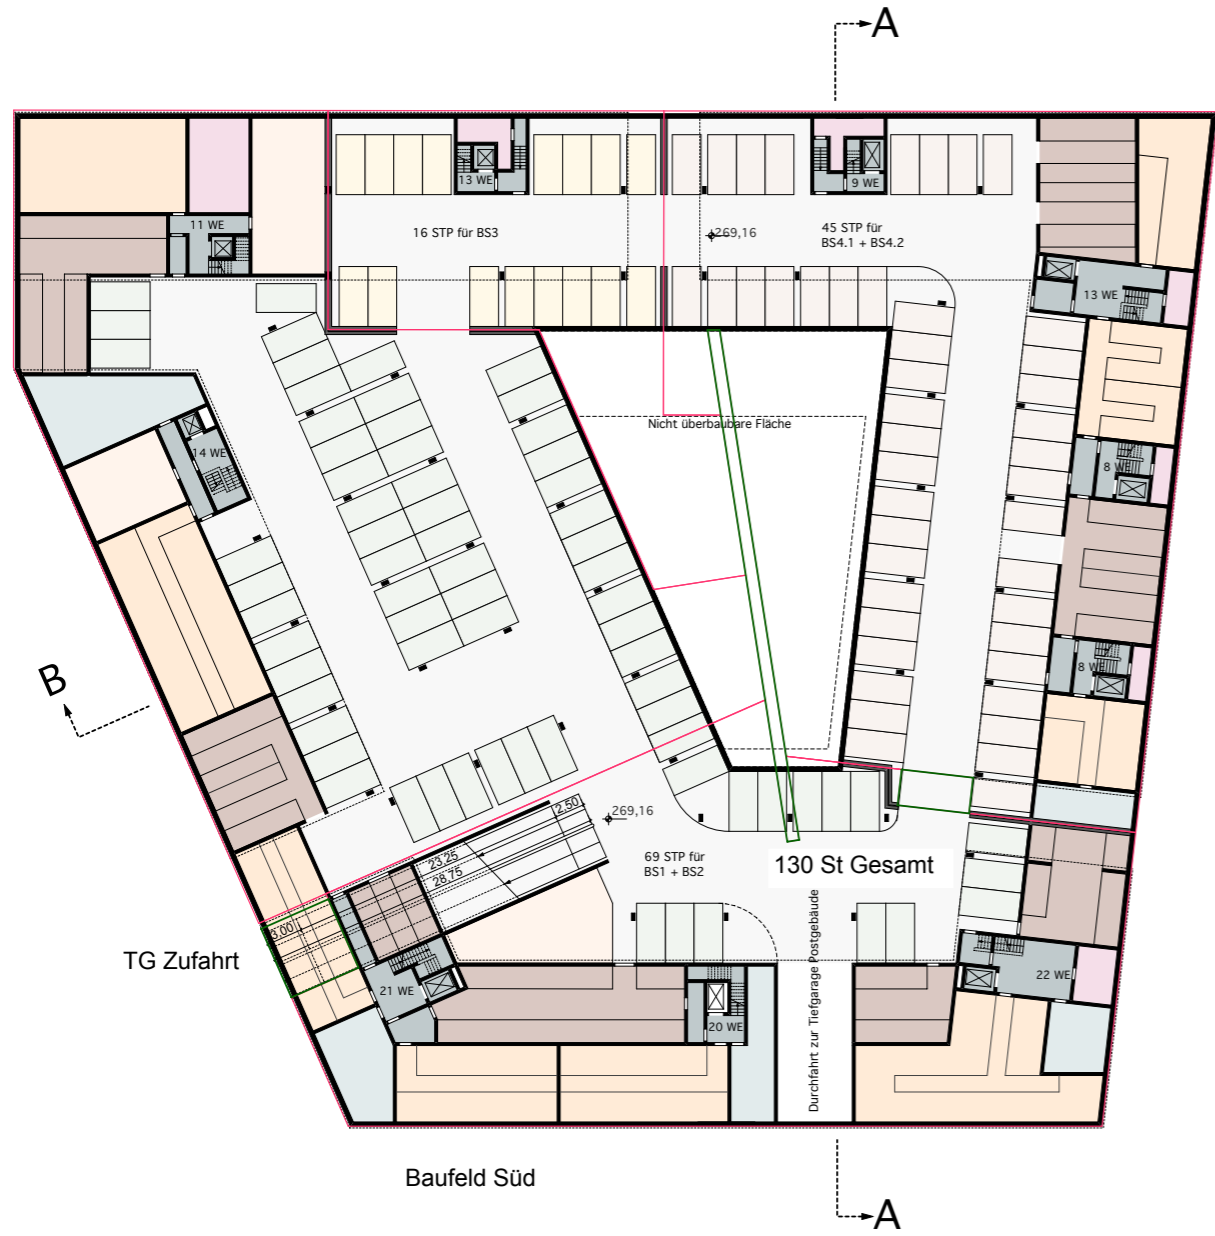 A
13 WE
9 WE
11 WE
16 STP für BS3
269,16
45 STP für
BS4.1 + BS4.2
13 WE
Nicht überbaubare Fläche
14 WE
8 WE
B
8 WE
2,50
269,16
23,25
28,75
69 STP für
BS1 + BS2
130 St Gesamt
3,00
TG Zufahrt
Durchfahrt zur Tiefgarage Postgebäude
21 WE
22 WE
20 WE
Baufeld Süd
A